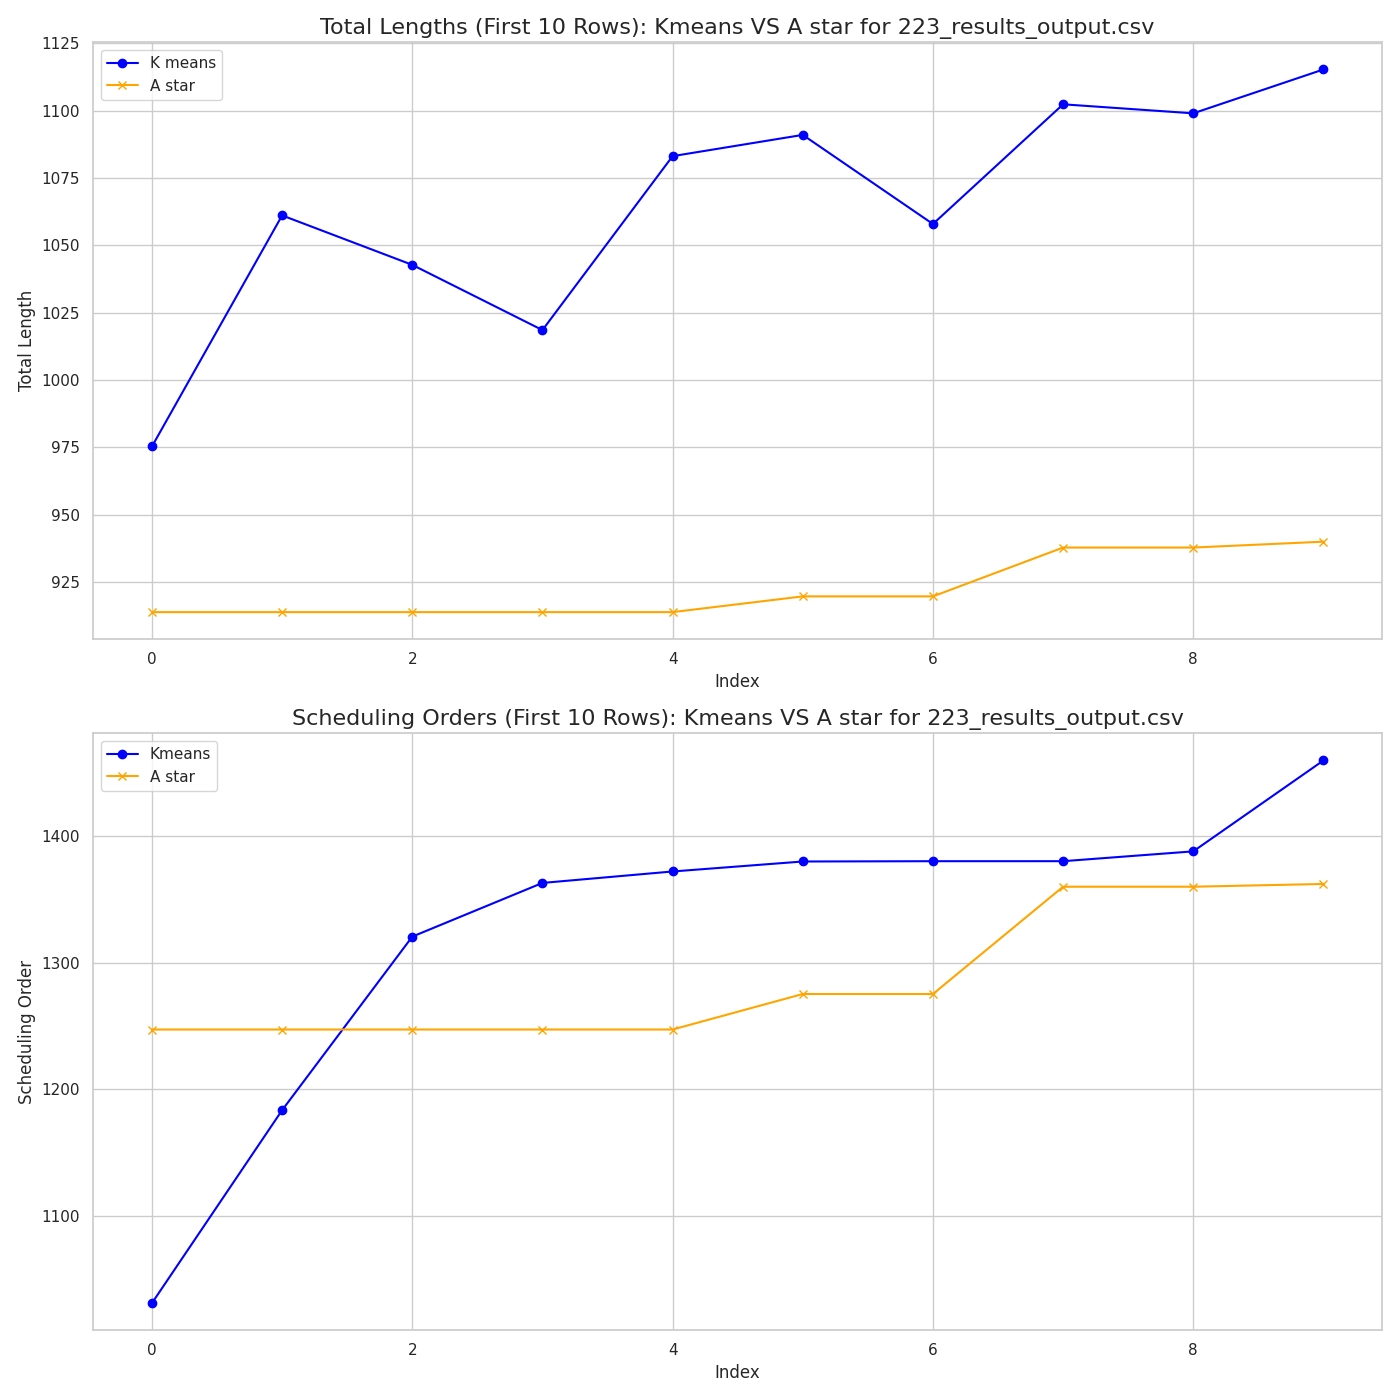 Total Lengths (First 10 Rows): Kmeans VS A star for 223_results_output.csv
1125
1100
1075
1050
1025
1000
975
950
925
Total Length
K means
A star
0 2 4 6 8
Index
Scheduling Orders (First 10 Rows): Kmeans VS A star for 223_results_output.csv
1400
1300
1200
1100
Scheduling Order
Kmeans
A star
0 2 4 6 8
Index